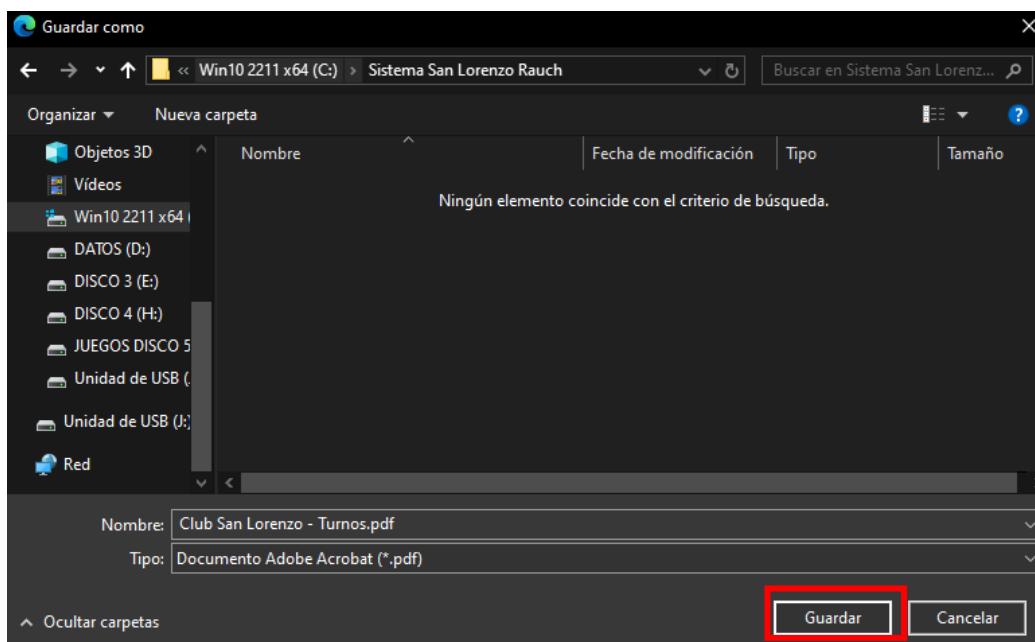 Guardar como
« Win10 2211 x64 (C:) > Sistema San Lorenzo Rauch
Buscar en Sistema San Lorenz...
Organizar Nueva carpeta
Objetos 3D
Nombre Fecha de modificación Tipo Tamaño
Vídeos
Ningún elemento coincide con el criterio de búsqueda.
Win10 2211 x64 (
DATOS (D:)
DISCO 3 (E:)
DISCO 4 (H:)
JUEGOS DISCO 5
Unidad de USB (
Unidad de USB (J:)
Red
Nombre: Club San Lorenzo - Turnos.pdf
Tipo: Documento Adobe Acrobat (*.pdf)
Ocultar carpetas
Guardar Cancelar